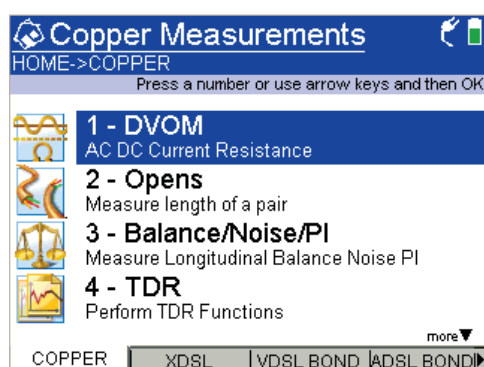 Copper Measurements
HOME->COPPER
Press a number or use arrow keys and then OK
1 - DVOM
AC DC Current Resistance
2 - Opens
Measure length of a pair
3 - Balance/Noise/PI
Measure Longitudinal Balance Noise PI
4 - TDR
Perform TDR Functions
more▼
COPPER XDSL VDSL BOND ADSL BOND